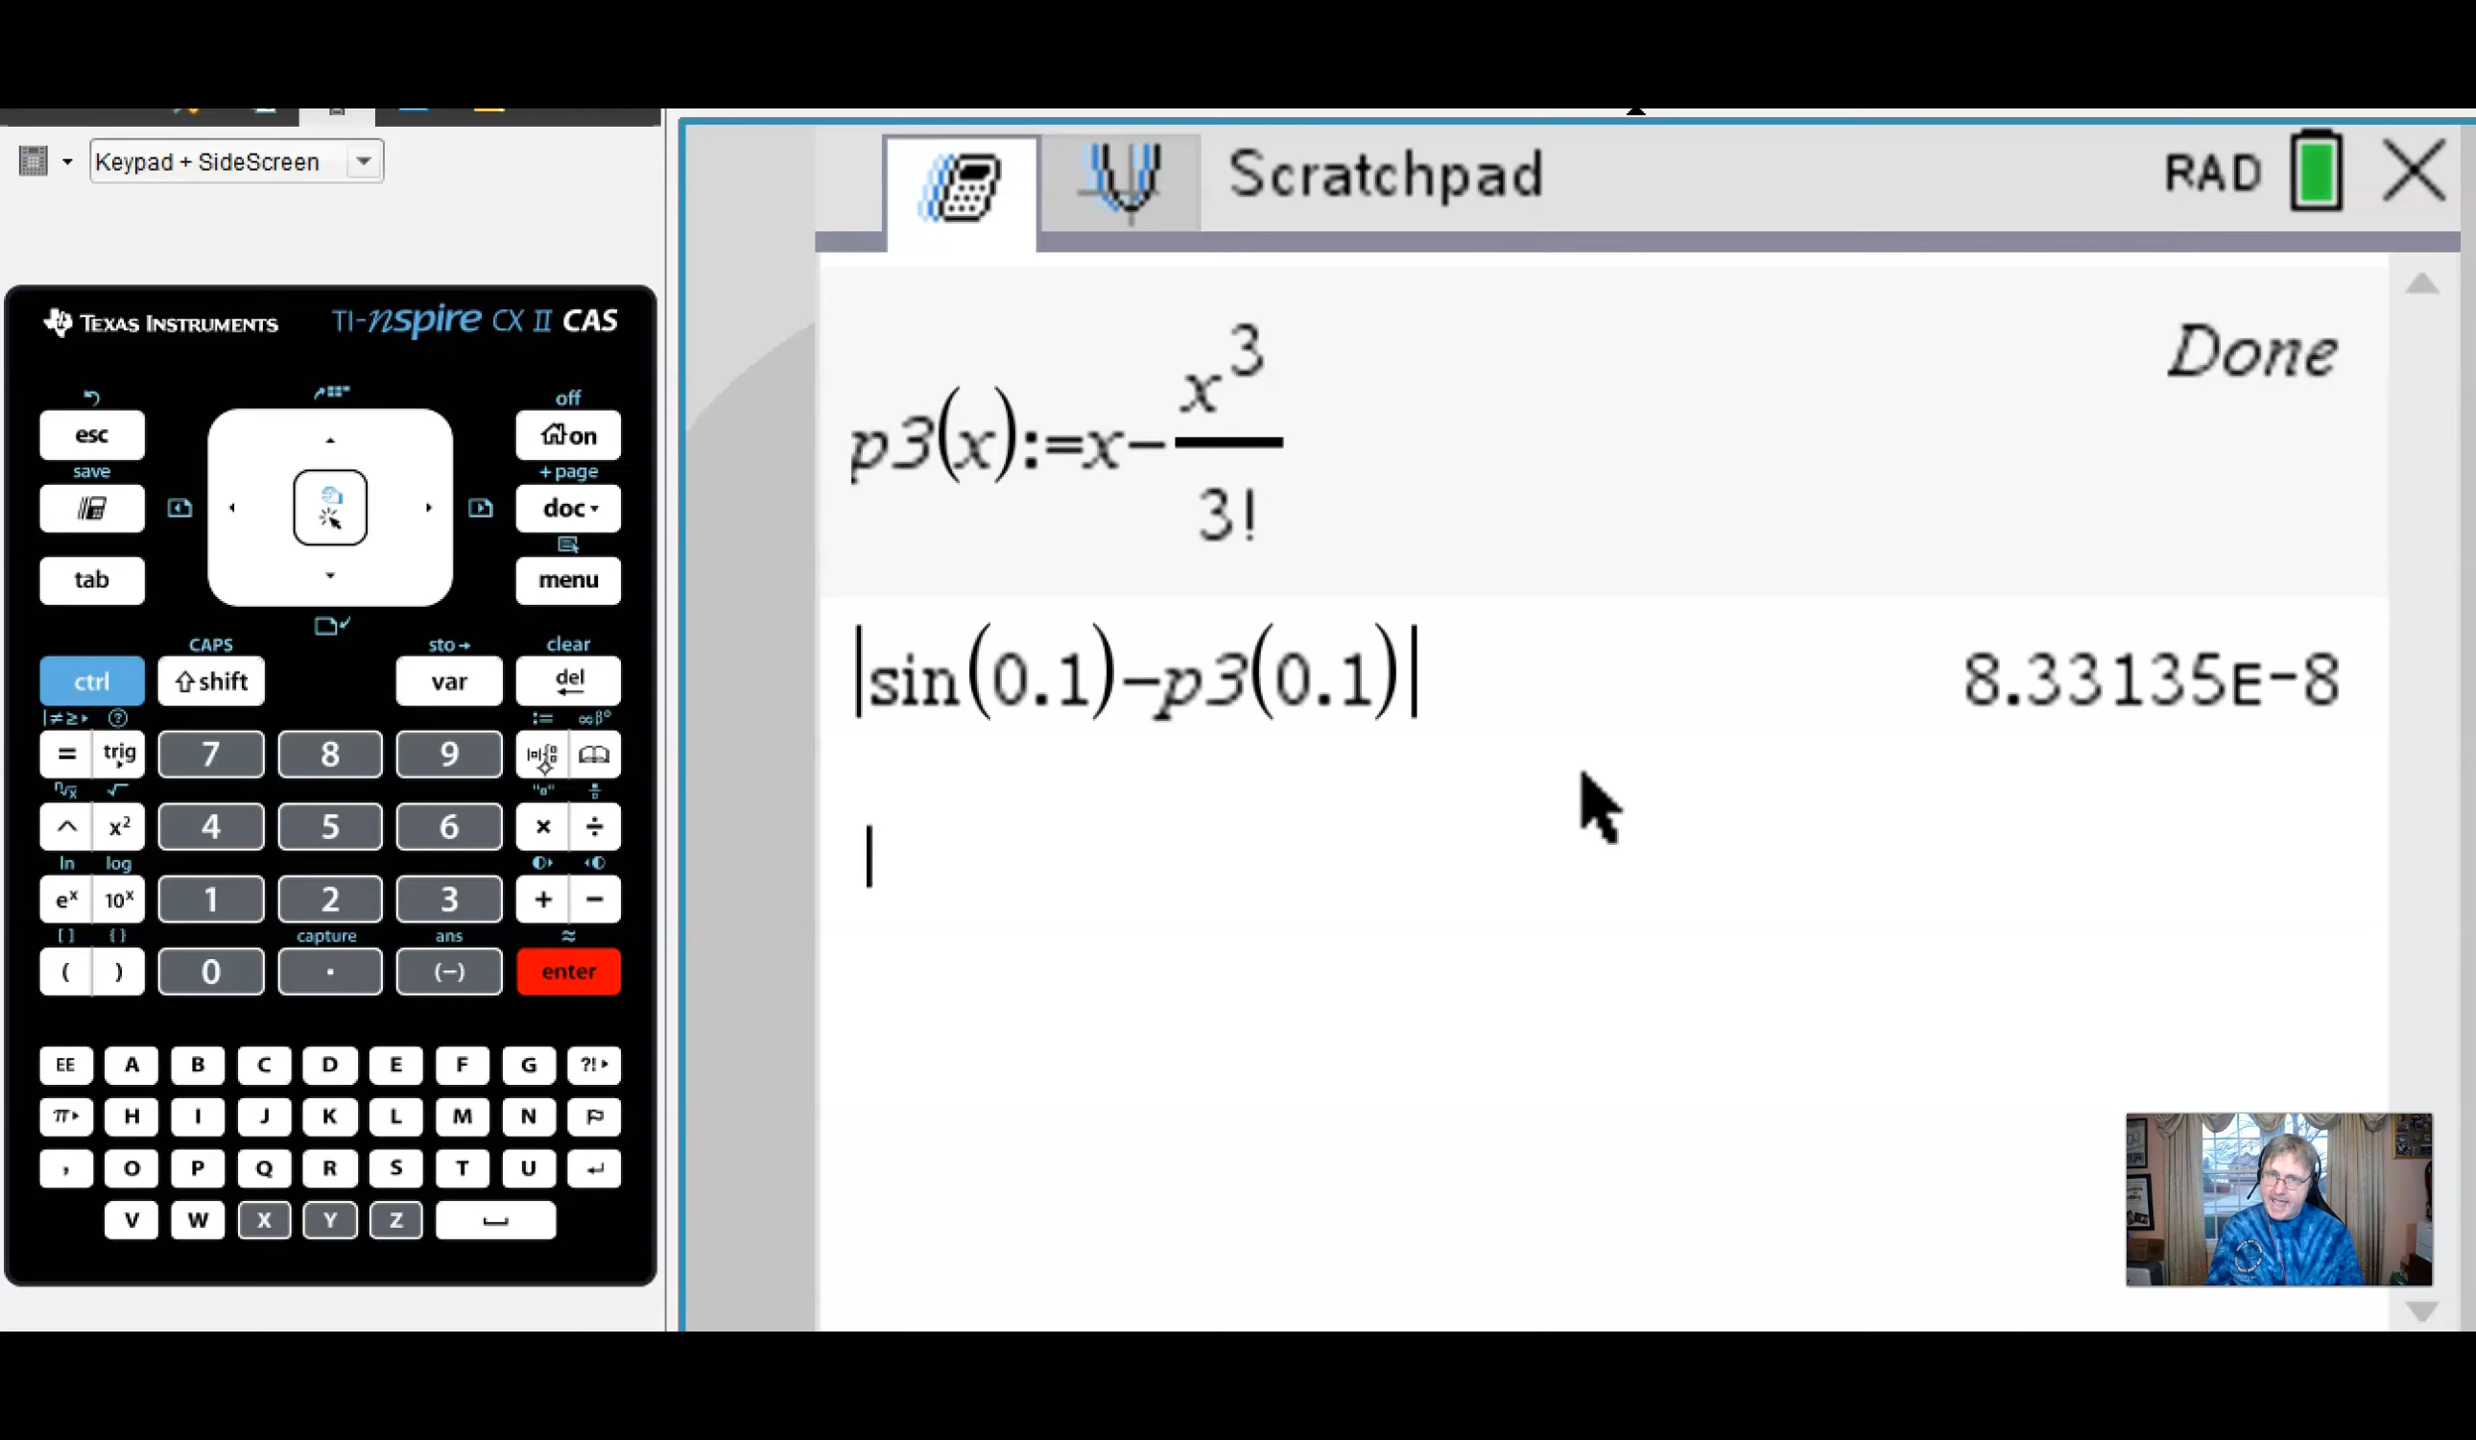 Keypad + SideScreen
Scratchpad
RAD
TEXAS INSTRUMENTS TI-nspire CX II CAS
p3(x):=x-x^3/3! Done
|sin(0.1)-p3(0.1)| 8.33135E-8
off
esc on
save + page
doc
tab menu
CAPS sto→ clear
ctrl ⇧shift var del
|≠≥▸ ? := ∞β°
= trig 7 8 9
ⁿ√x √ "o"
^ x² 4 5 6 × ÷
ln log
eˣ 10ˣ 1 2 3 + −
[ ] { } capture ans ≈
( ) 0 . (−) enter
EE A B C D E F G ?!▸
π▸ H I J K L M N
, O P Q R S T U
V W X Y Z